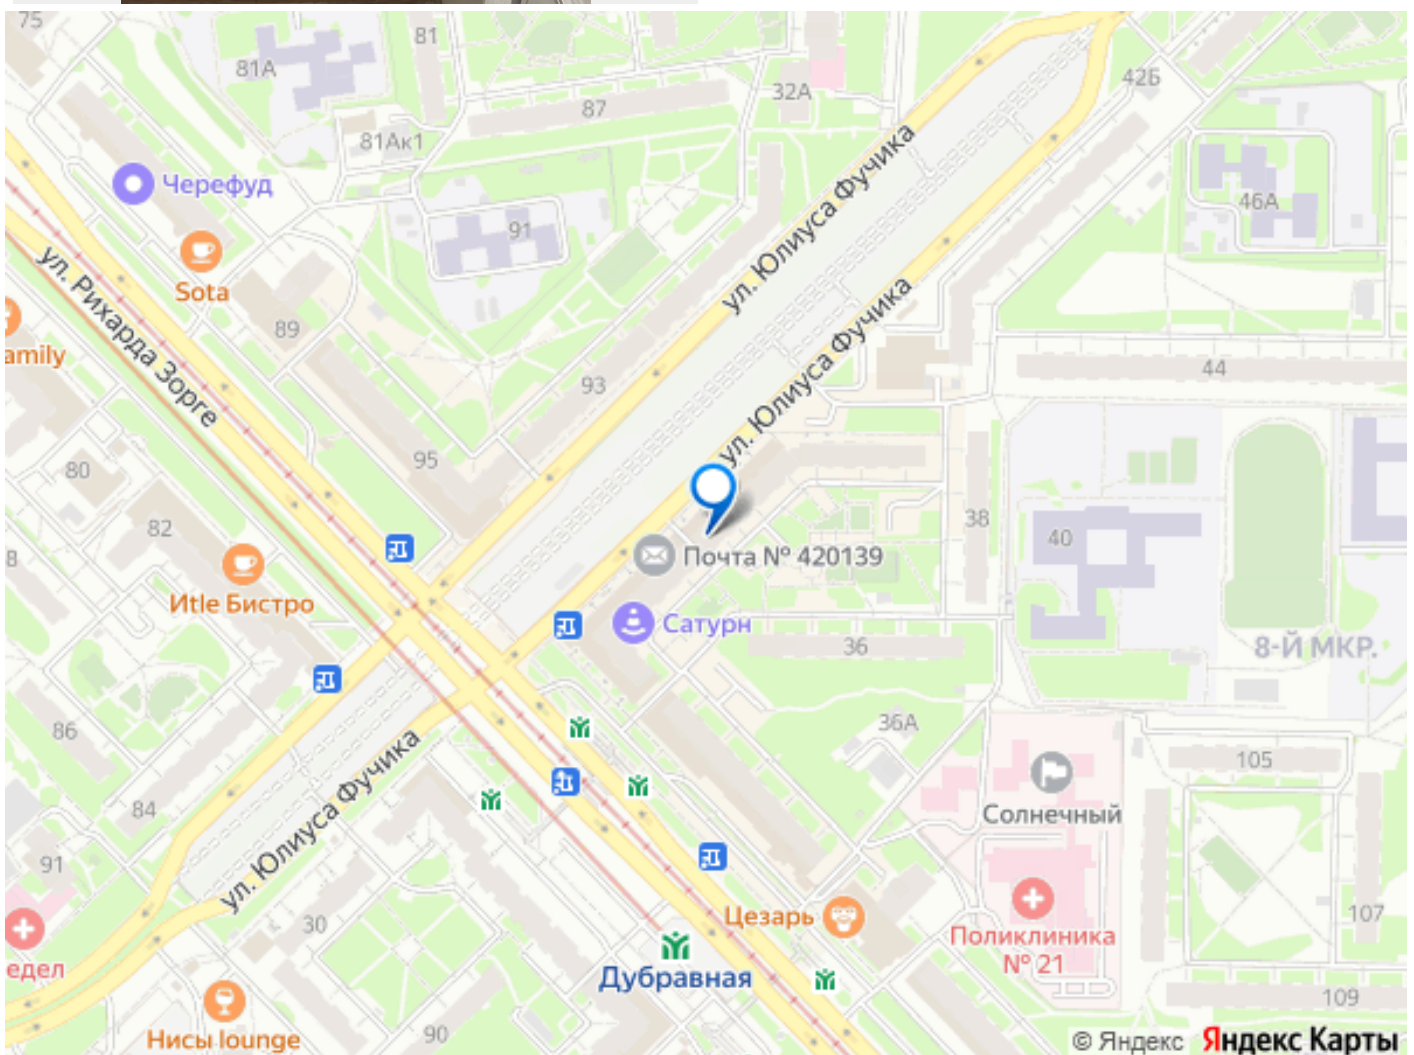 75
81
81А
87
32А
42Б
81Ак1
Черефуд
ул. Юлиуса Фучика
46А
91
ул. Рихарда Зорге
Sota
ул. Юлиуса Фучика
89
amily
44
93
95
80
82
38
40
8
Почта № 420139
Иtle Бистро
Сатурн
36
8-Й МКР.
86
36А
105
84
ул. Юлиуса Фучика
Солнечный
91
30
Цезарь
107
едел
Поликлиника
№ 21
Дубравная
109
Нисы lounge
90
© Яндекс Яндекс Карты